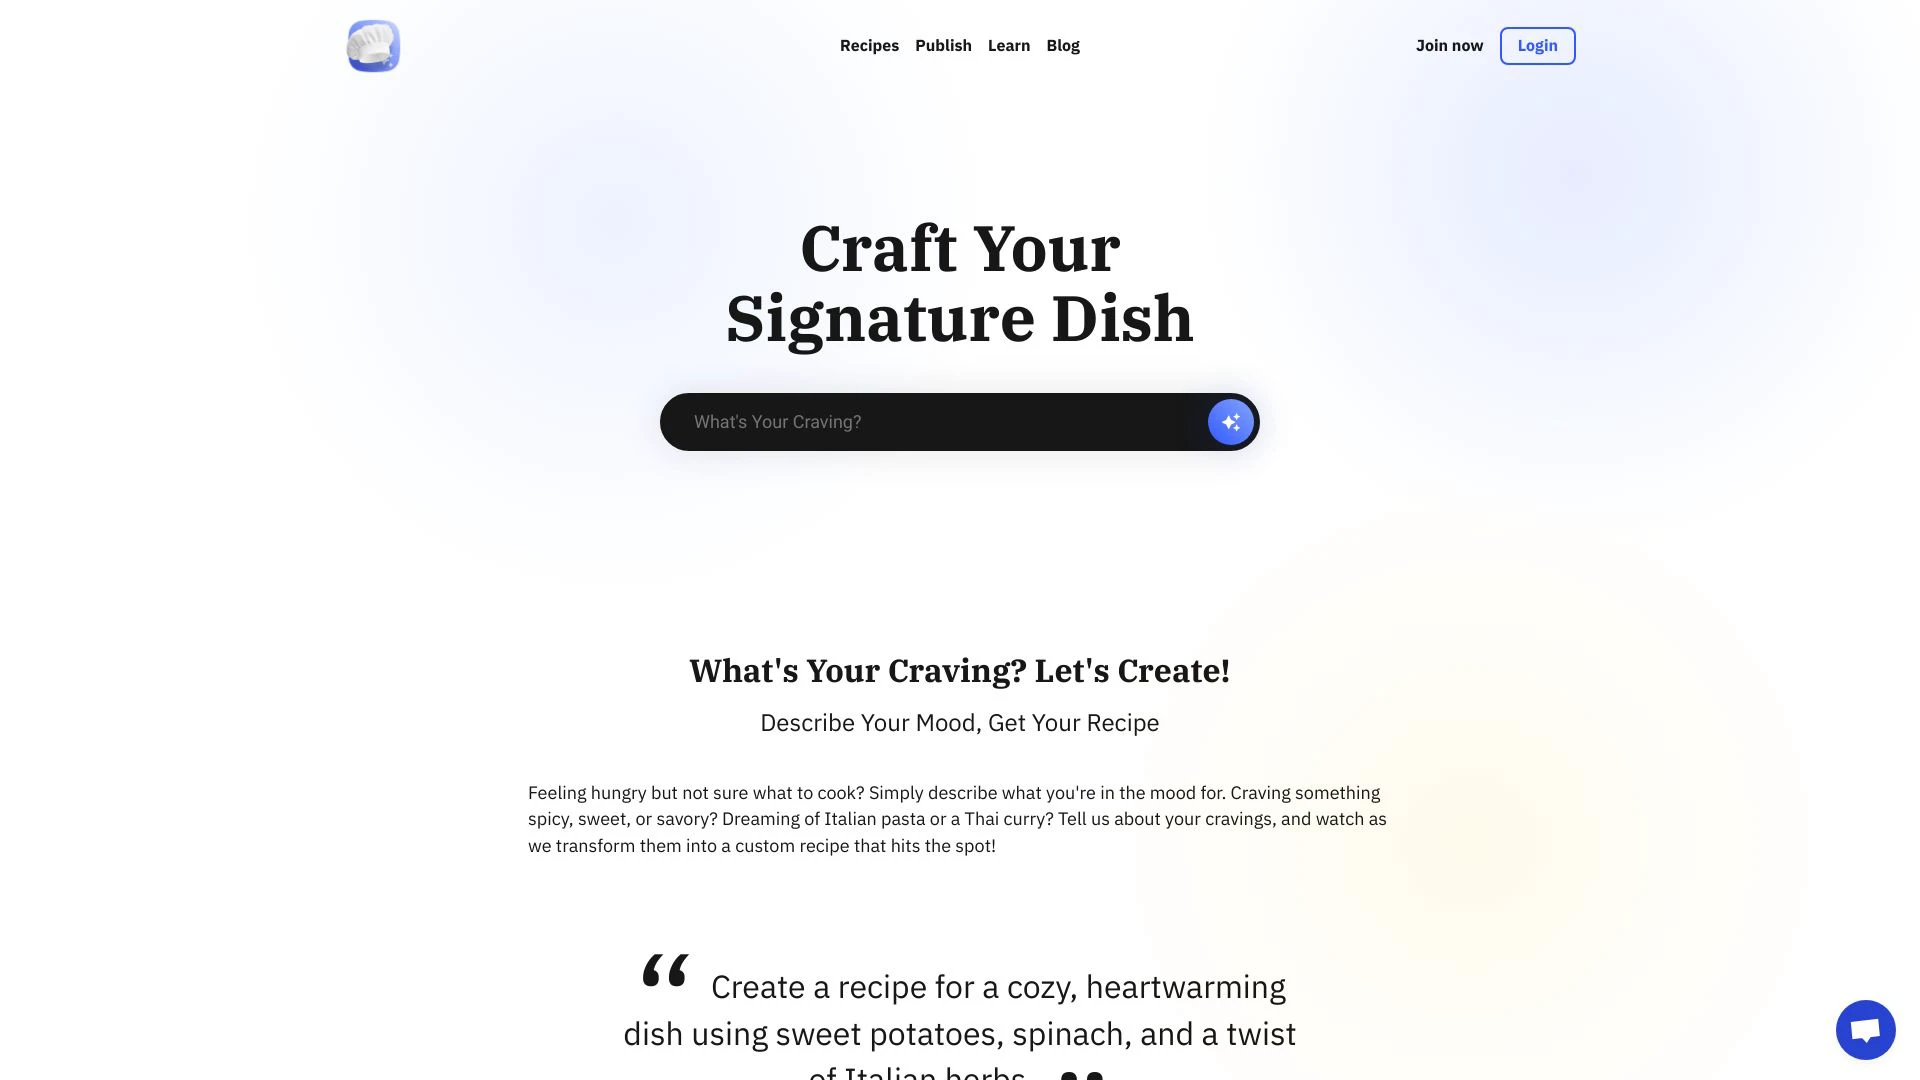 Recipes Publish Learn Blog Join now Login
Craft Your
Signature Dish
What's Your Craving?
What's Your Craving? Let's Create!
Describe Your Mood, Get Your Recipe
Feeling hungry but not sure what to cook? Simply describe what you're in the mood for. Craving something
spicy, sweet, or savory? Dreaming of Italian pasta or a Thai curry? Tell us about your cravings, and watch as
we transform them into a custom recipe that hits the spot!
“ Create a recipe for a cozy, heartwarming
dish using sweet potatoes, spinach, and a twist
of Italian herbs. ”